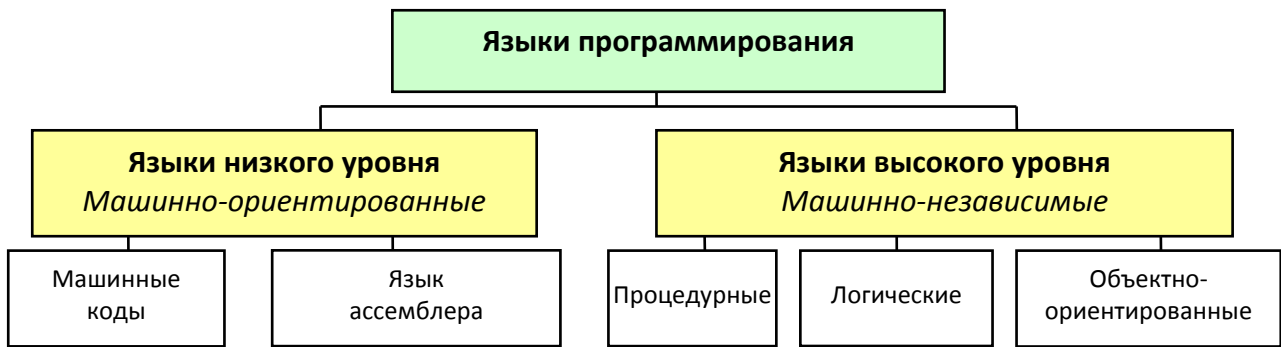 Языки программирования
Языки низкого уровня
Машинно-ориентированные
Языки высокого уровня
Машинно-независимые
Машинные
коды
Язык
ассемблера
Процедурные
Логические
Объектно-
ориентированные